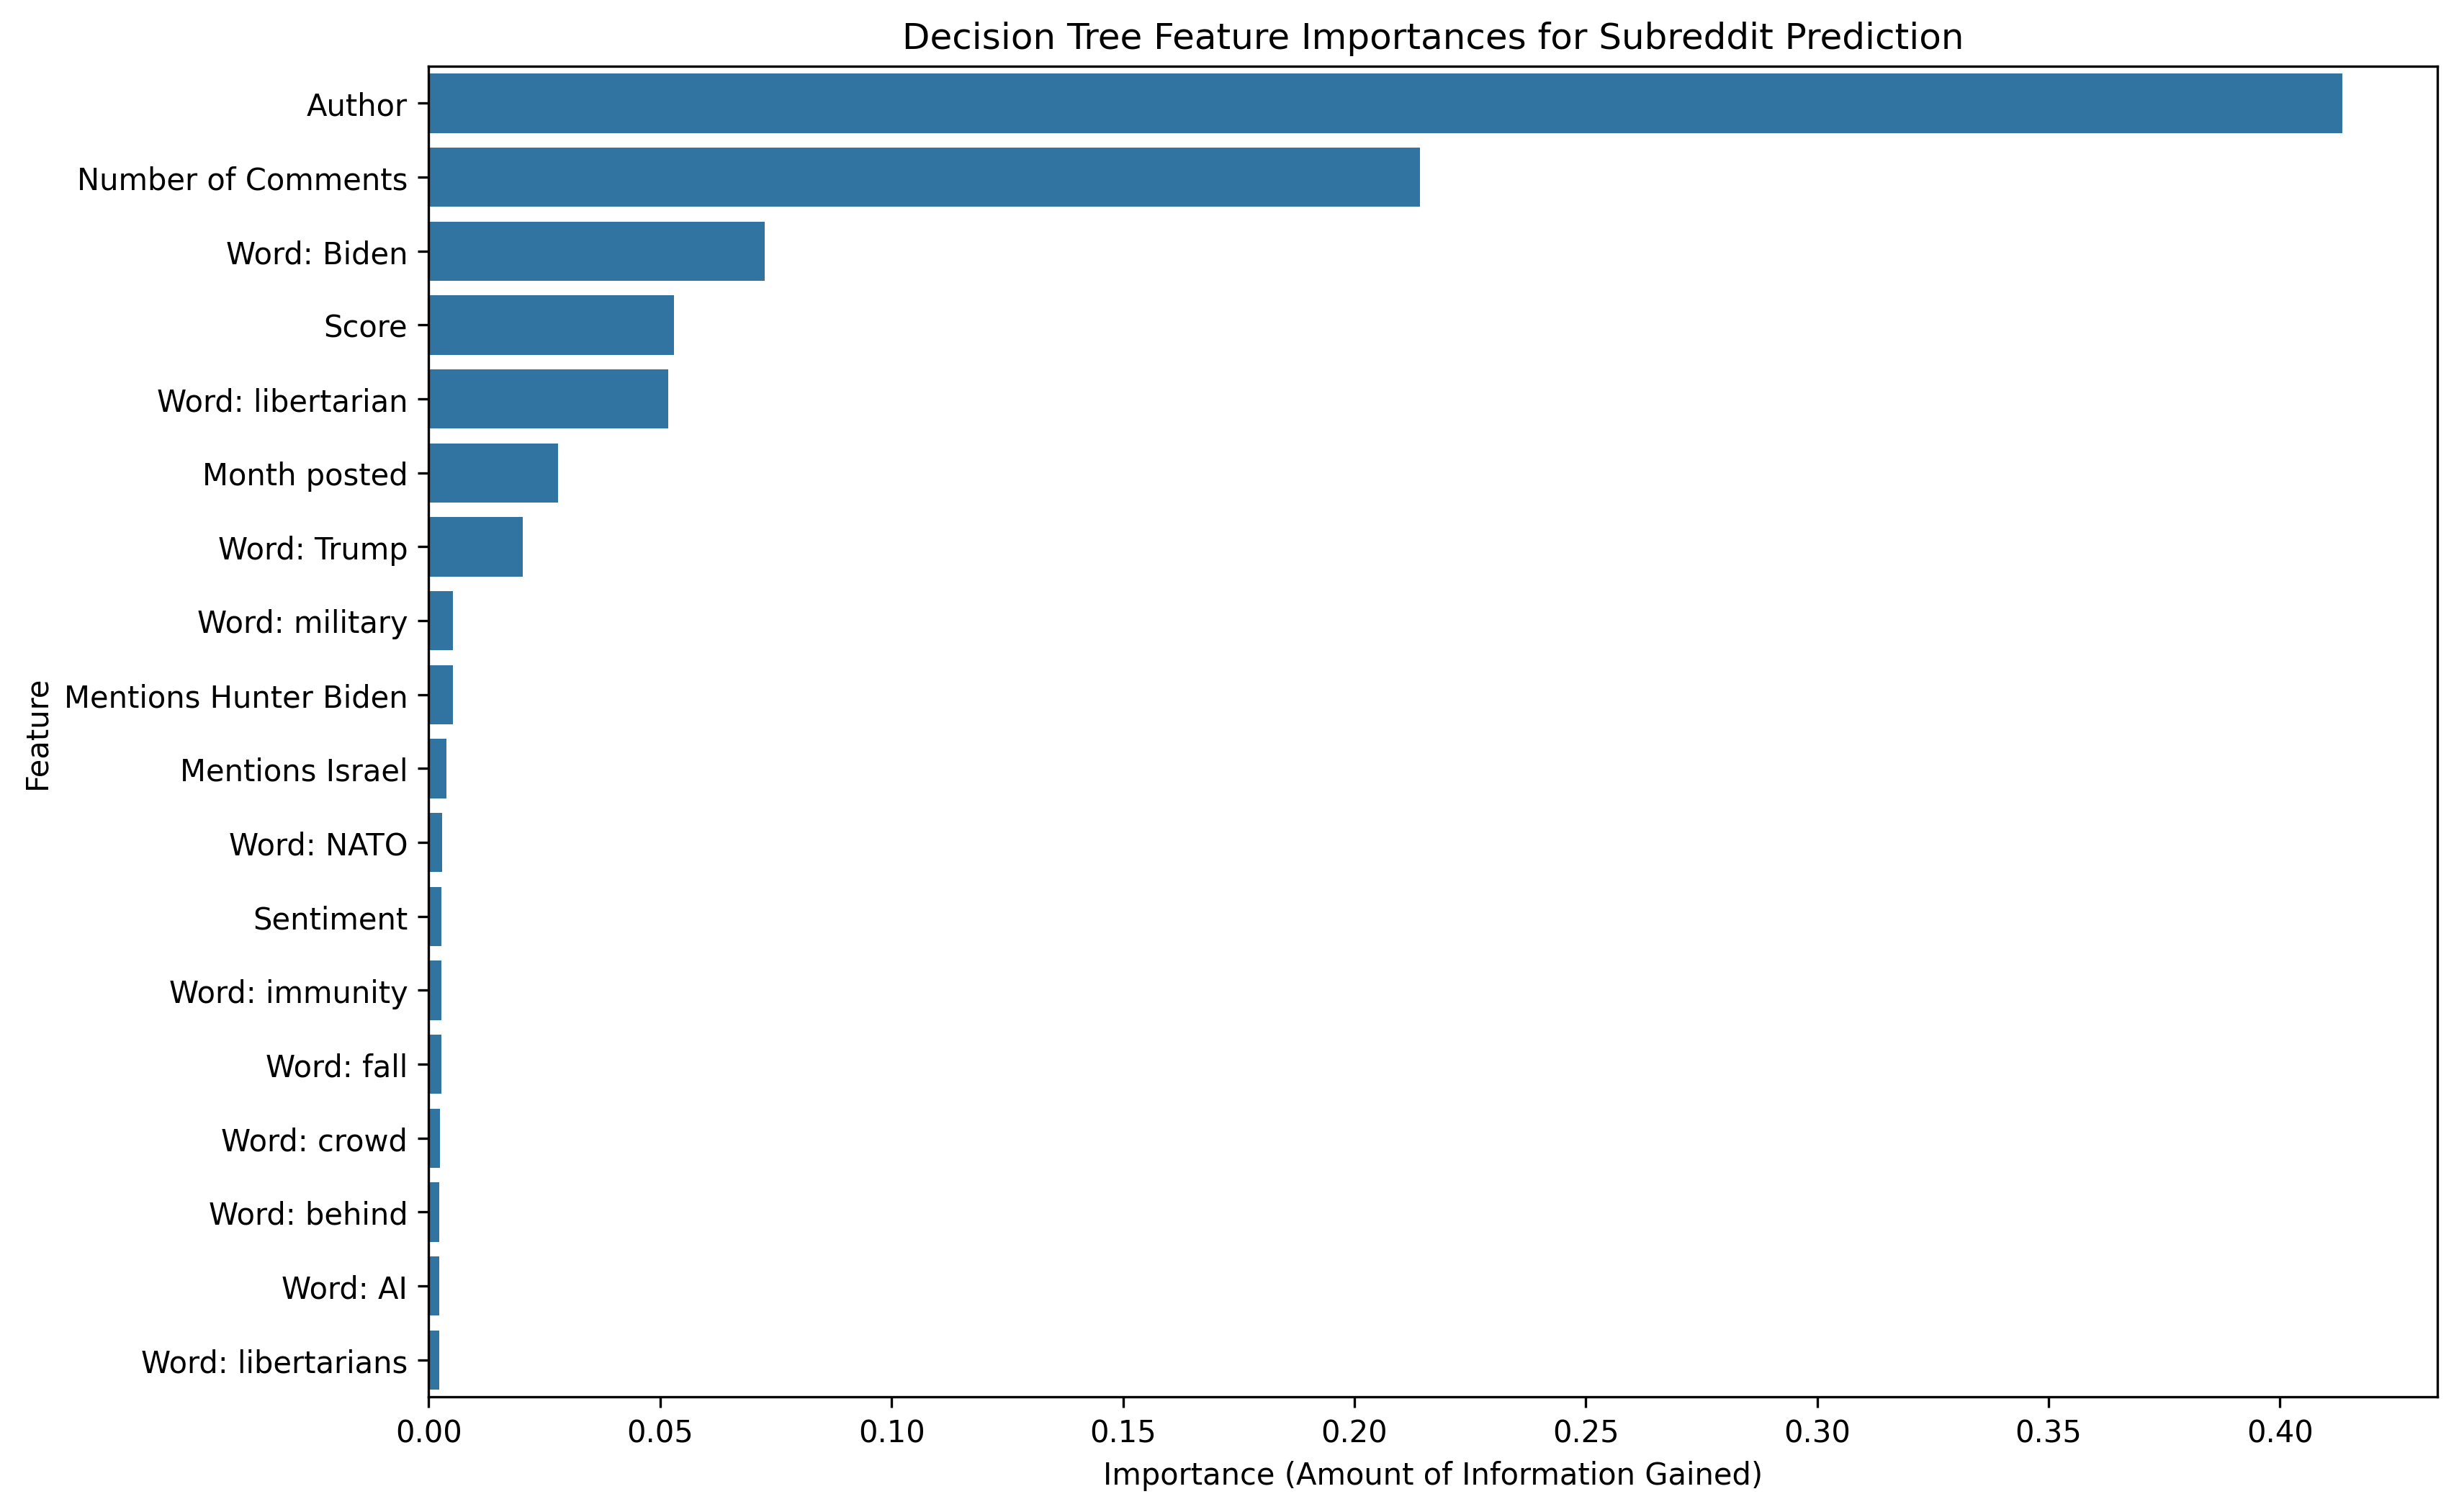 Decision Tree Feature Importances for Subreddit Prediction
Author
Number of Comments
Word: Biden
Score
Word: libertarian
Month posted
Word: Trump
Word: military
Mentions Hunter Biden
Mentions Israel
Word: NATO
Sentiment
Word: immunity
Word: fall
Word: crowd
Word: behind
Word: AI
Word: libertarians
Feature
0.00 0.05 0.10 0.15 0.20 0.25 0.30 0.35 0.40
Importance (Amount of Information Gained)